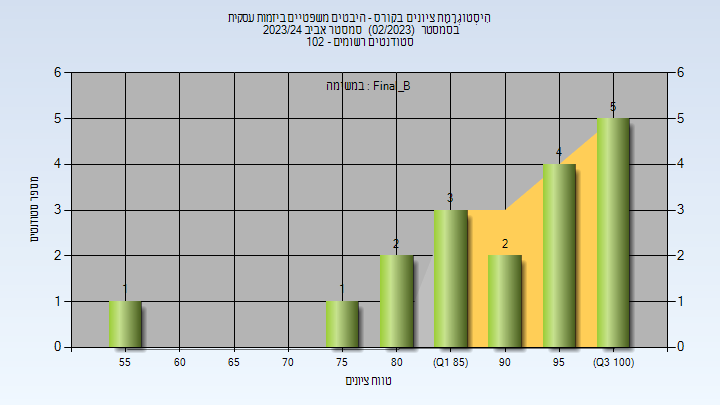 היסטוגרמת ציונים בקורס - היבטים משפטיים ביזמות עסקית
בסמסטר (02/2023) סמסטר אביב 2023/24
סטודנטים רשומים - 102
במשימה : Final_B
6 6
5 5
4 4
3 3
2 2
1 1
0 0
1 1 2 3 2 4 5
מספר סטודנטים
55 60 65 70 75 80 (Q1 85) 90 95 (Q3 100)
טווח ציונים